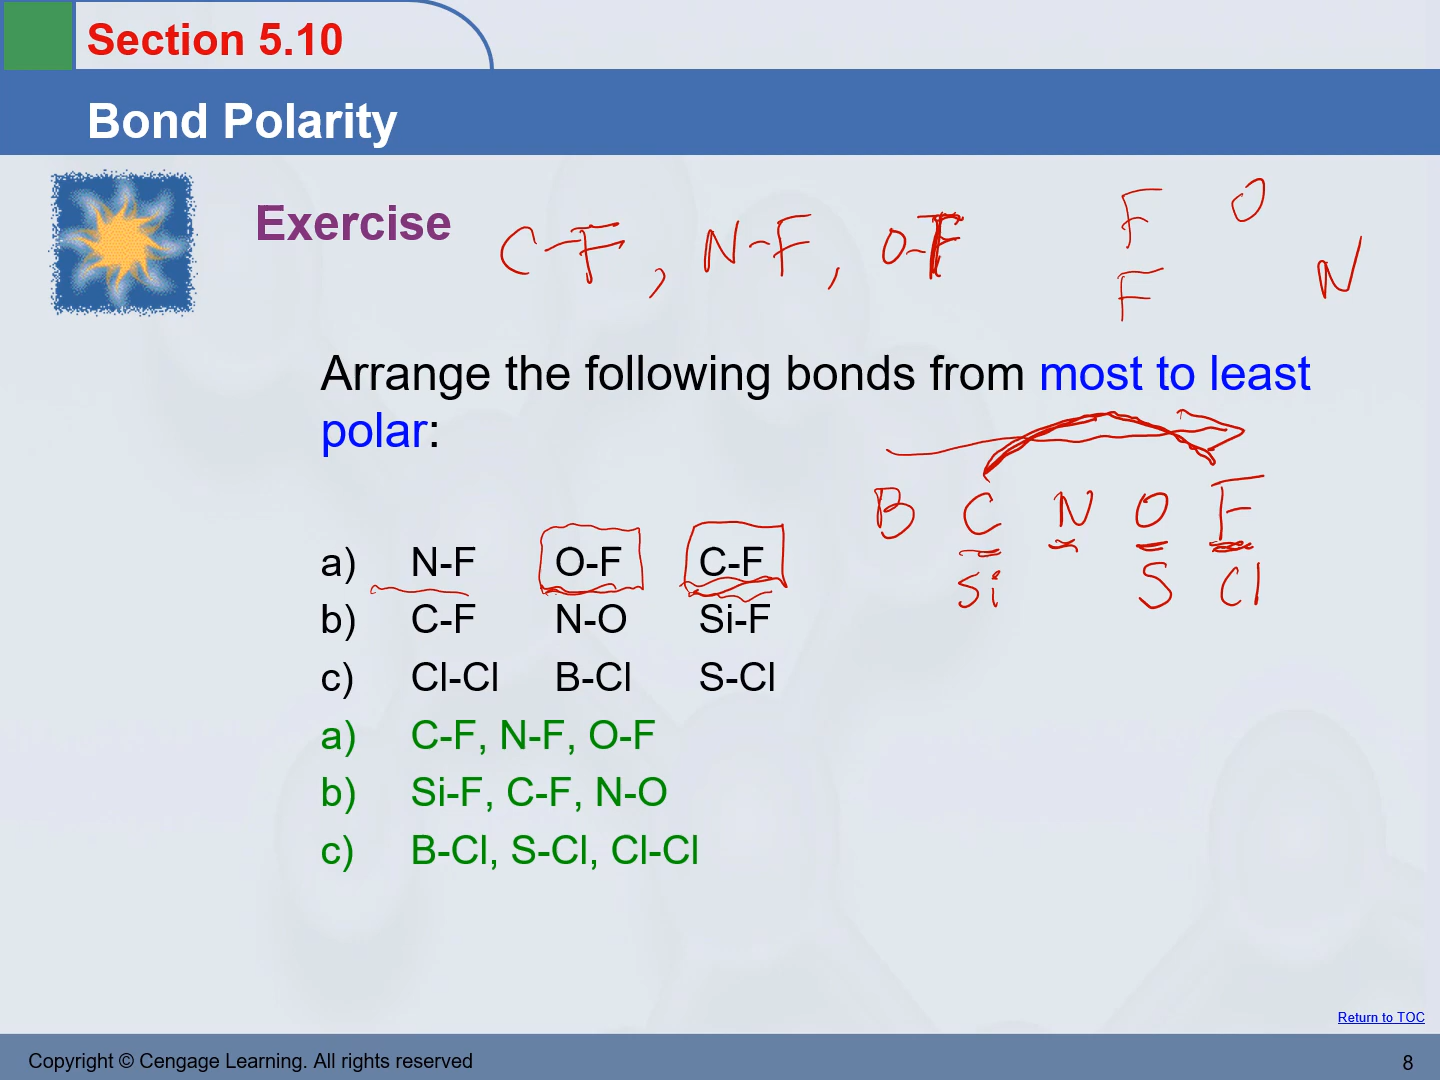 Section 5.10
Bond Polarity
Exercise
C-F, N-F, O-F
F O
F N
Arrange the following bonds from most to least
polar:
B C N O F
Si S Cl
a) N-F O-F C-F
b) C-F N-O Si-F
c) Cl-Cl B-Cl S-Cl
a) C-F, N-F, O-F
b) Si-F, C-F, N-O
c) B-Cl, S-Cl, Cl-Cl
Return to TOC
Copyright © Cengage Learning. All rights reserved
8